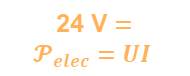 24 V =
𝒫elec = UI